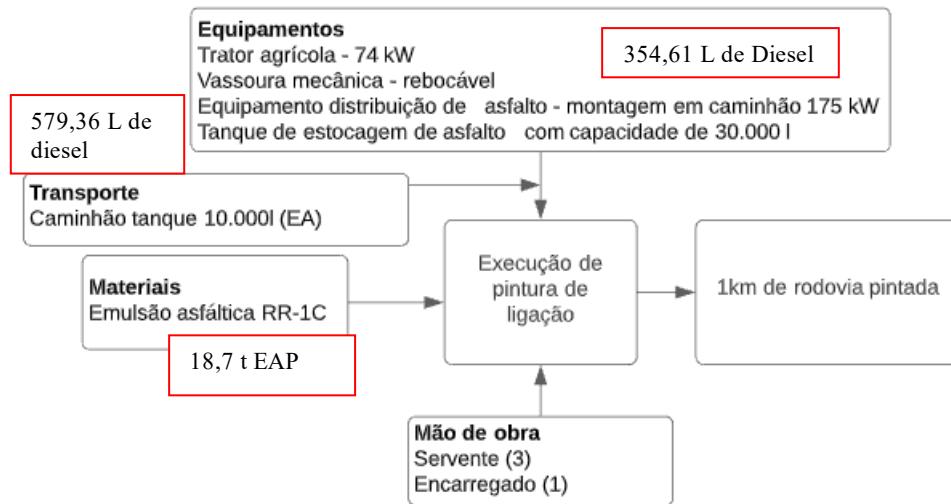 Equipamentos
Trator agrícola - 74 kW
Vassoura mecânica - rebocável
Equipamento distribuição de asfalto - montagem em caminhão 175 kW
Tanque de estocagem de asfalto com capacidade de 30.000 l
354,61 L de Diesel
579,36 L de
diesel
Transporte
Caminhão tanque 10.000l (EA)
Materiais
Emulsão asfáltica RR-1C
18,7 t EAP
Execução de
pintura de
ligação
1km de rodovia pintada
Mão de obra
Servente (3)
Encarregado (1)